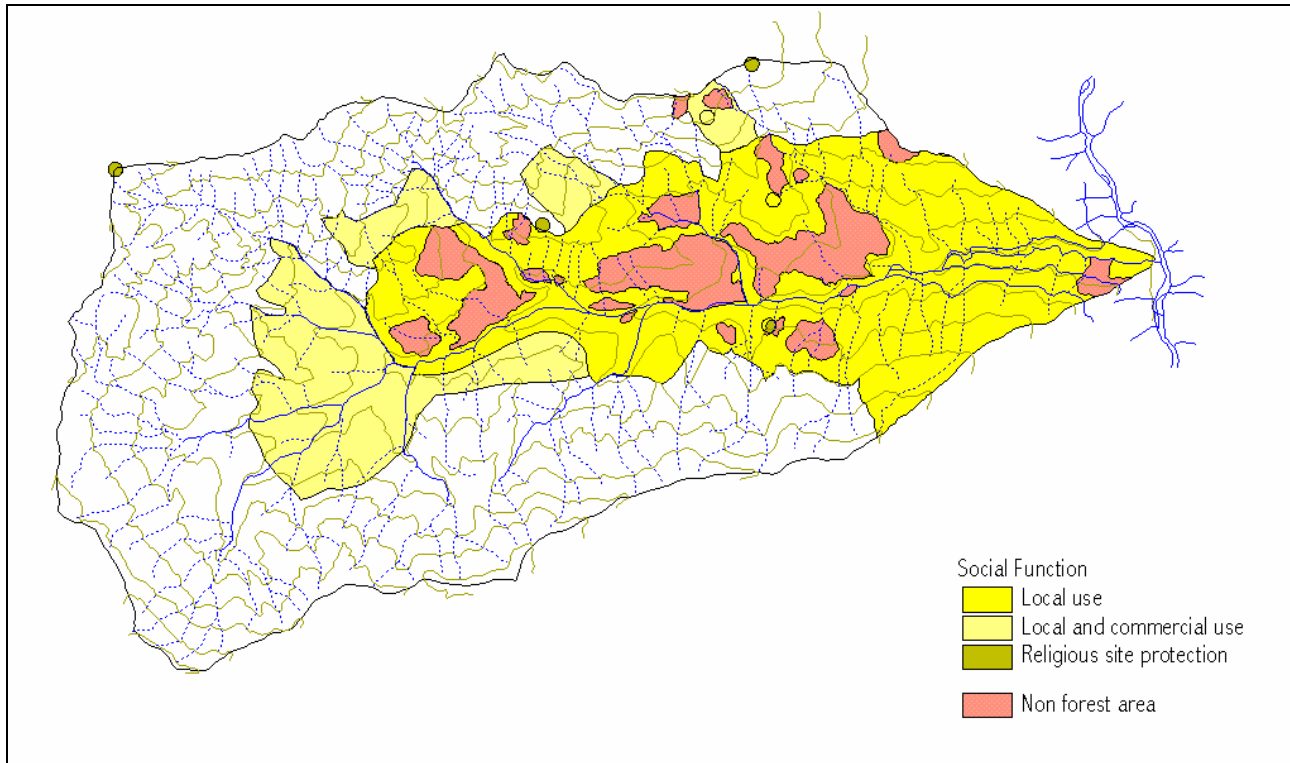 Social Function
Local use
Local and commercial use
Religious site protection
Non forest area